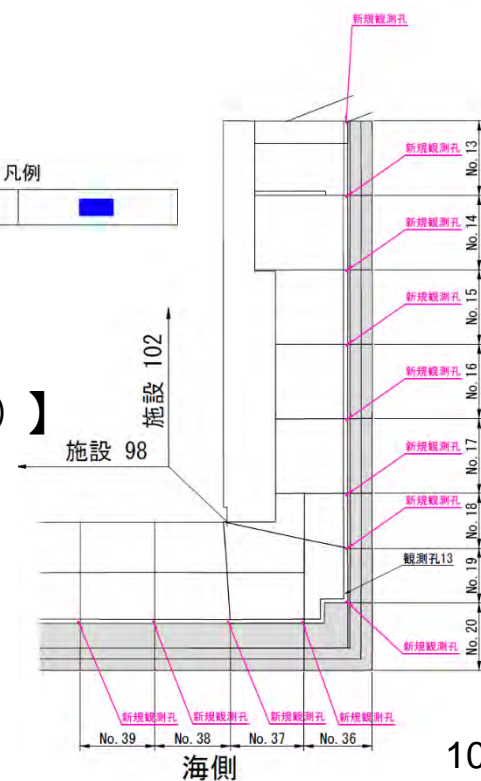 新規観測孔
凡例
新規観測孔
No. 13
新規観測孔
No. 14
新規観測孔
No. 15
新規観測孔
No. 16
新規観測孔
No. 17
新規観測孔
No. 18
観測孔13
No. 19
新規観測孔
No. 20
施設 102
) 】
施設 98
新規観測孔
新規観測孔
新規観測孔
新規観測孔
No. 39
No. 38
No. 37
No. 36
海側
10